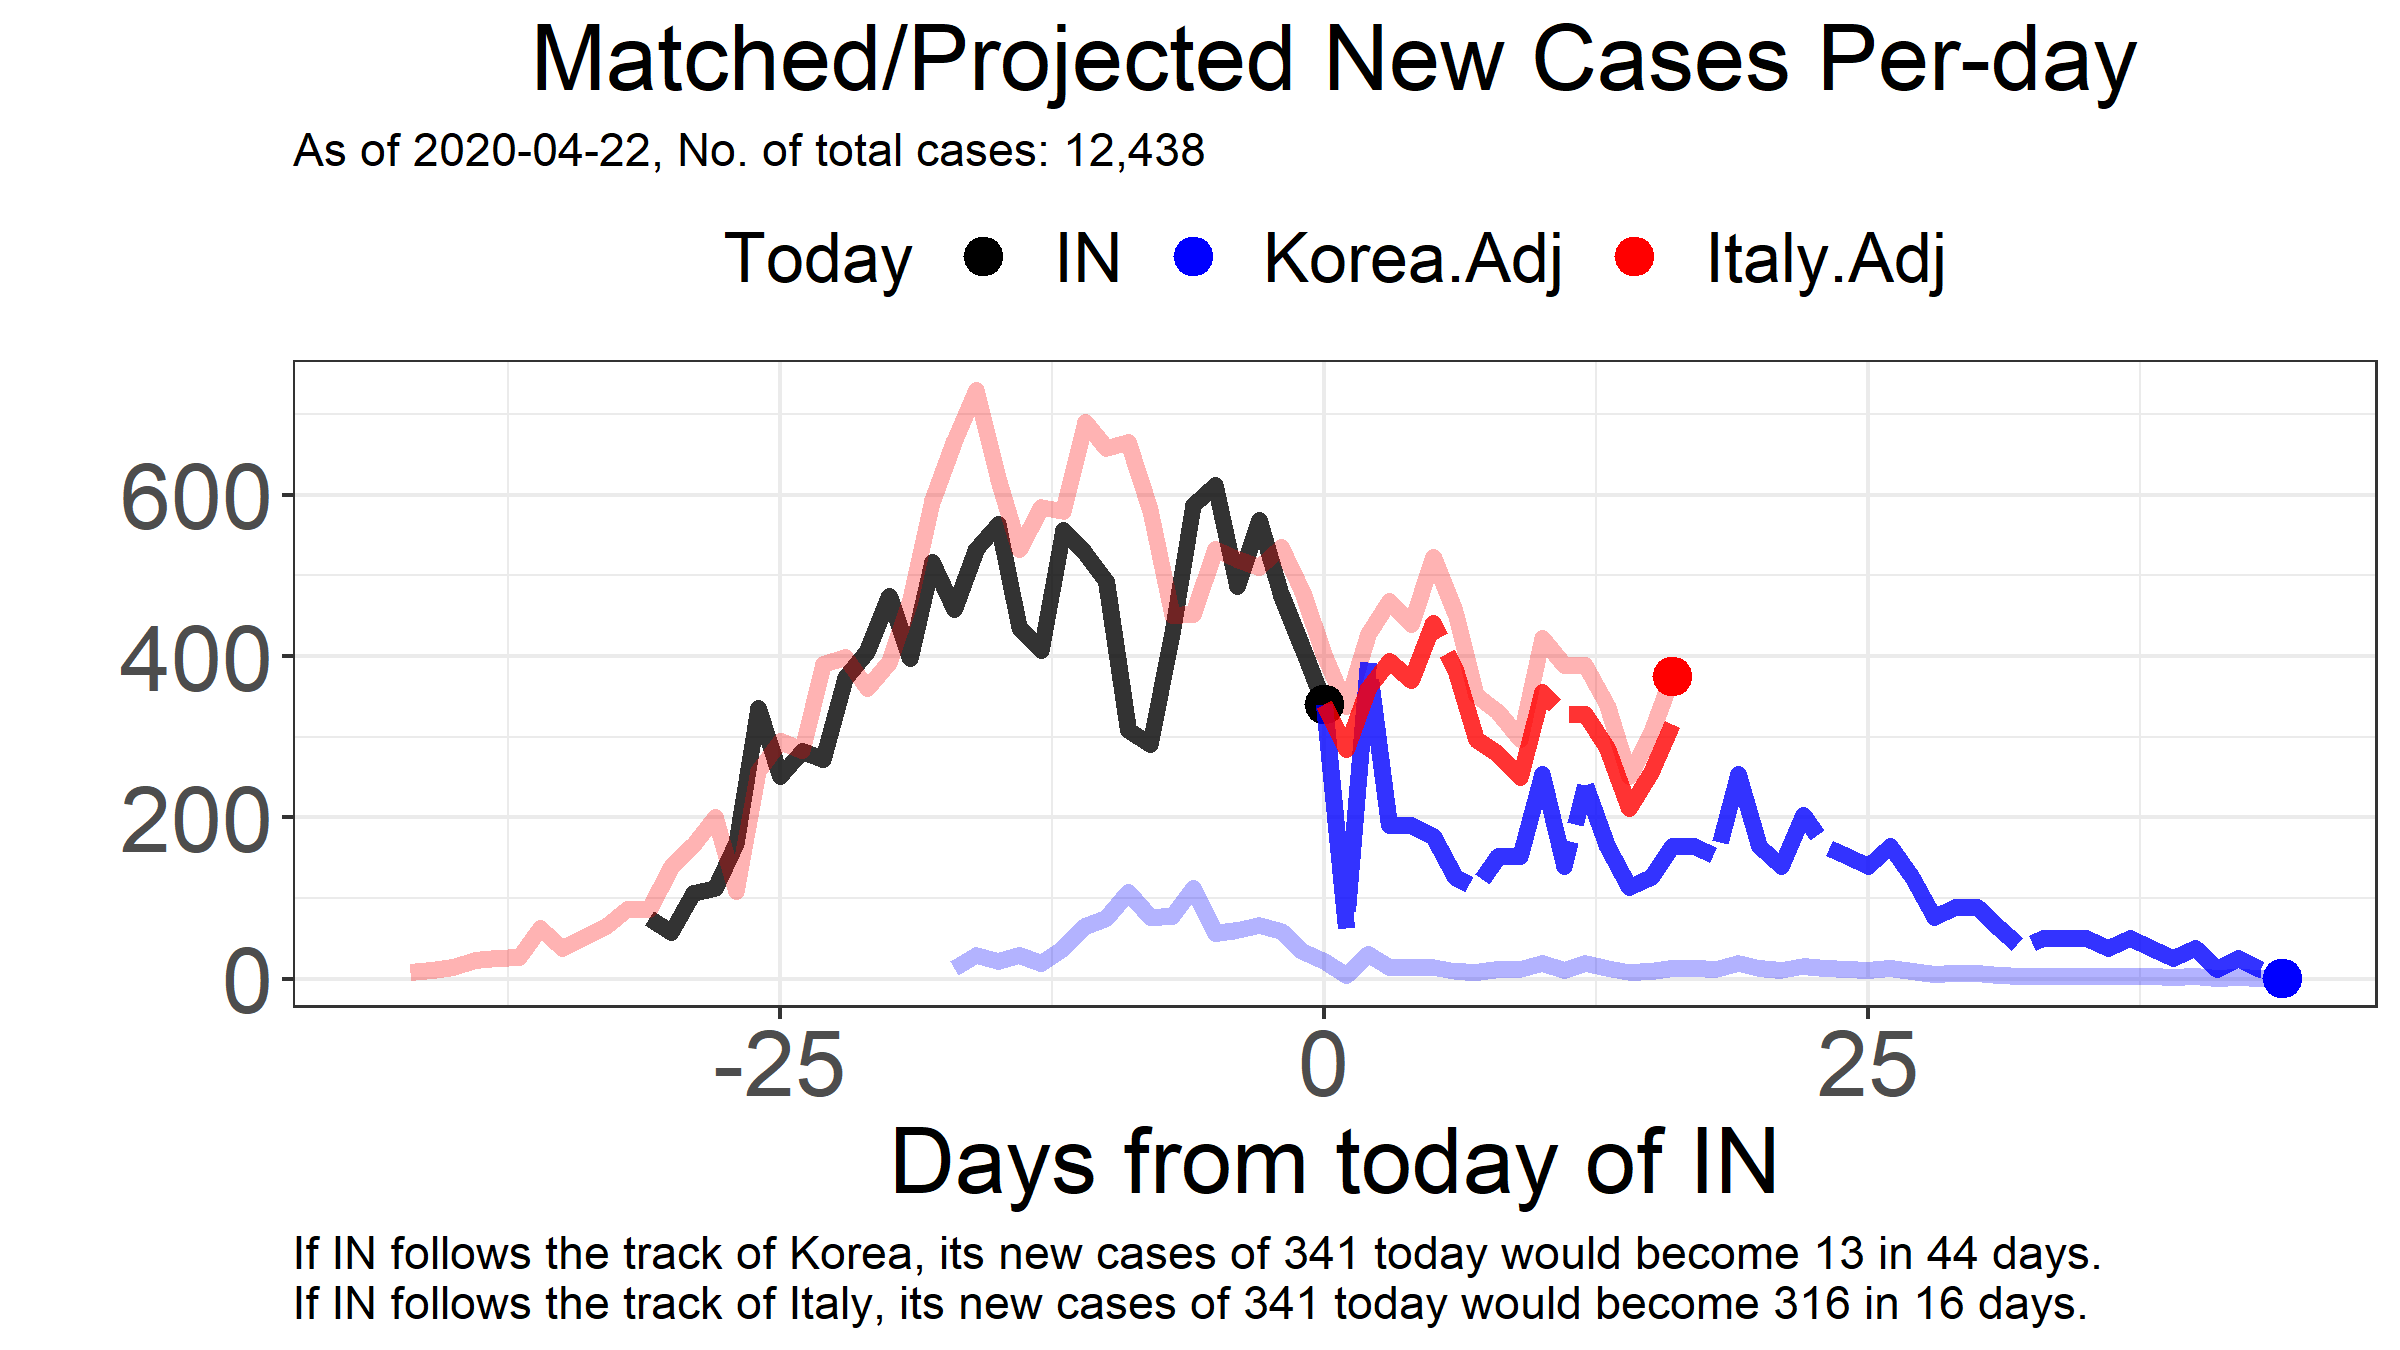 Matched/Projected New Cases Per-day
As of 2020-04-22, No. of total cases: 12,438
Today IN Korea.Adj Italy.Adj
600
400
200
0
-25 0 25
Days from today of IN
If IN follows the track of Korea, its new cases of 341 today would become 13 in 44 days.
If IN follows the track of Italy, its new cases of 341 today would become 316 in 16 days.